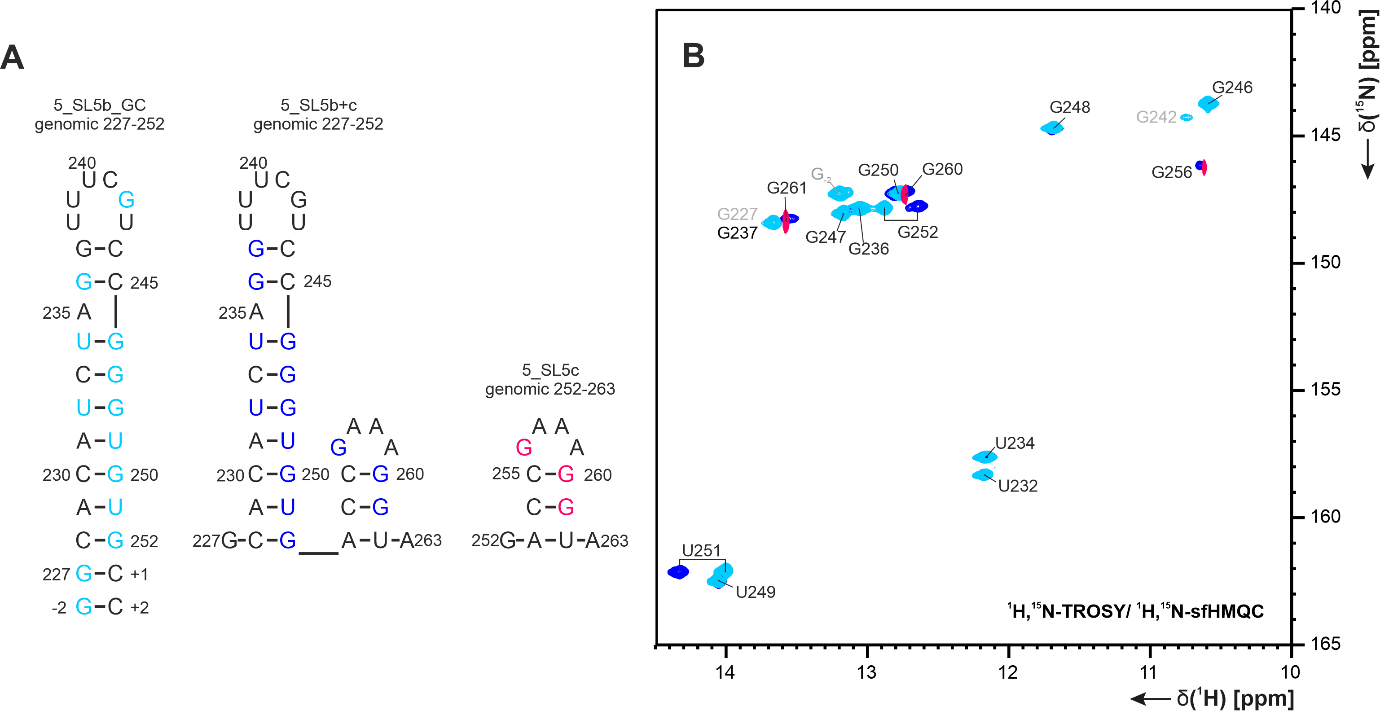 A
5_SL5b_GC
genomic 227-252
240
U C
U G
U U
G–C
G–C 245
235 A
U–G
C–G
U–G
A–U
230 C–G 250
A–U
C–G 252
227 G–C +1
-2 G–C +2
5_SL5b+c
genomic 227-252
240
U C
U G
U U
G–C
G–C 245
235 A
U–G
C–G
U–G
A–U
230 C–G 250
A–U
227 G–C–G
A A
G A
C–G 260
C–G
A–U–A 263
5_SL5c
genomic 252-263
A A
G A
255 C–G 260
C–G
252 G–A–U–A 263
B
G246
G248
G242
G256
G-2
G250
G260
G261
G227
G237
G247
G236
G252
U234
U232
U251
U249
¹H,¹⁵N-TROSY/ ¹H,¹⁵N-sfHMQC
140
145
150
155
160
165
← δ(¹⁵N) [ppm]
14 13 12 11 10
← δ(¹H) [ppm]